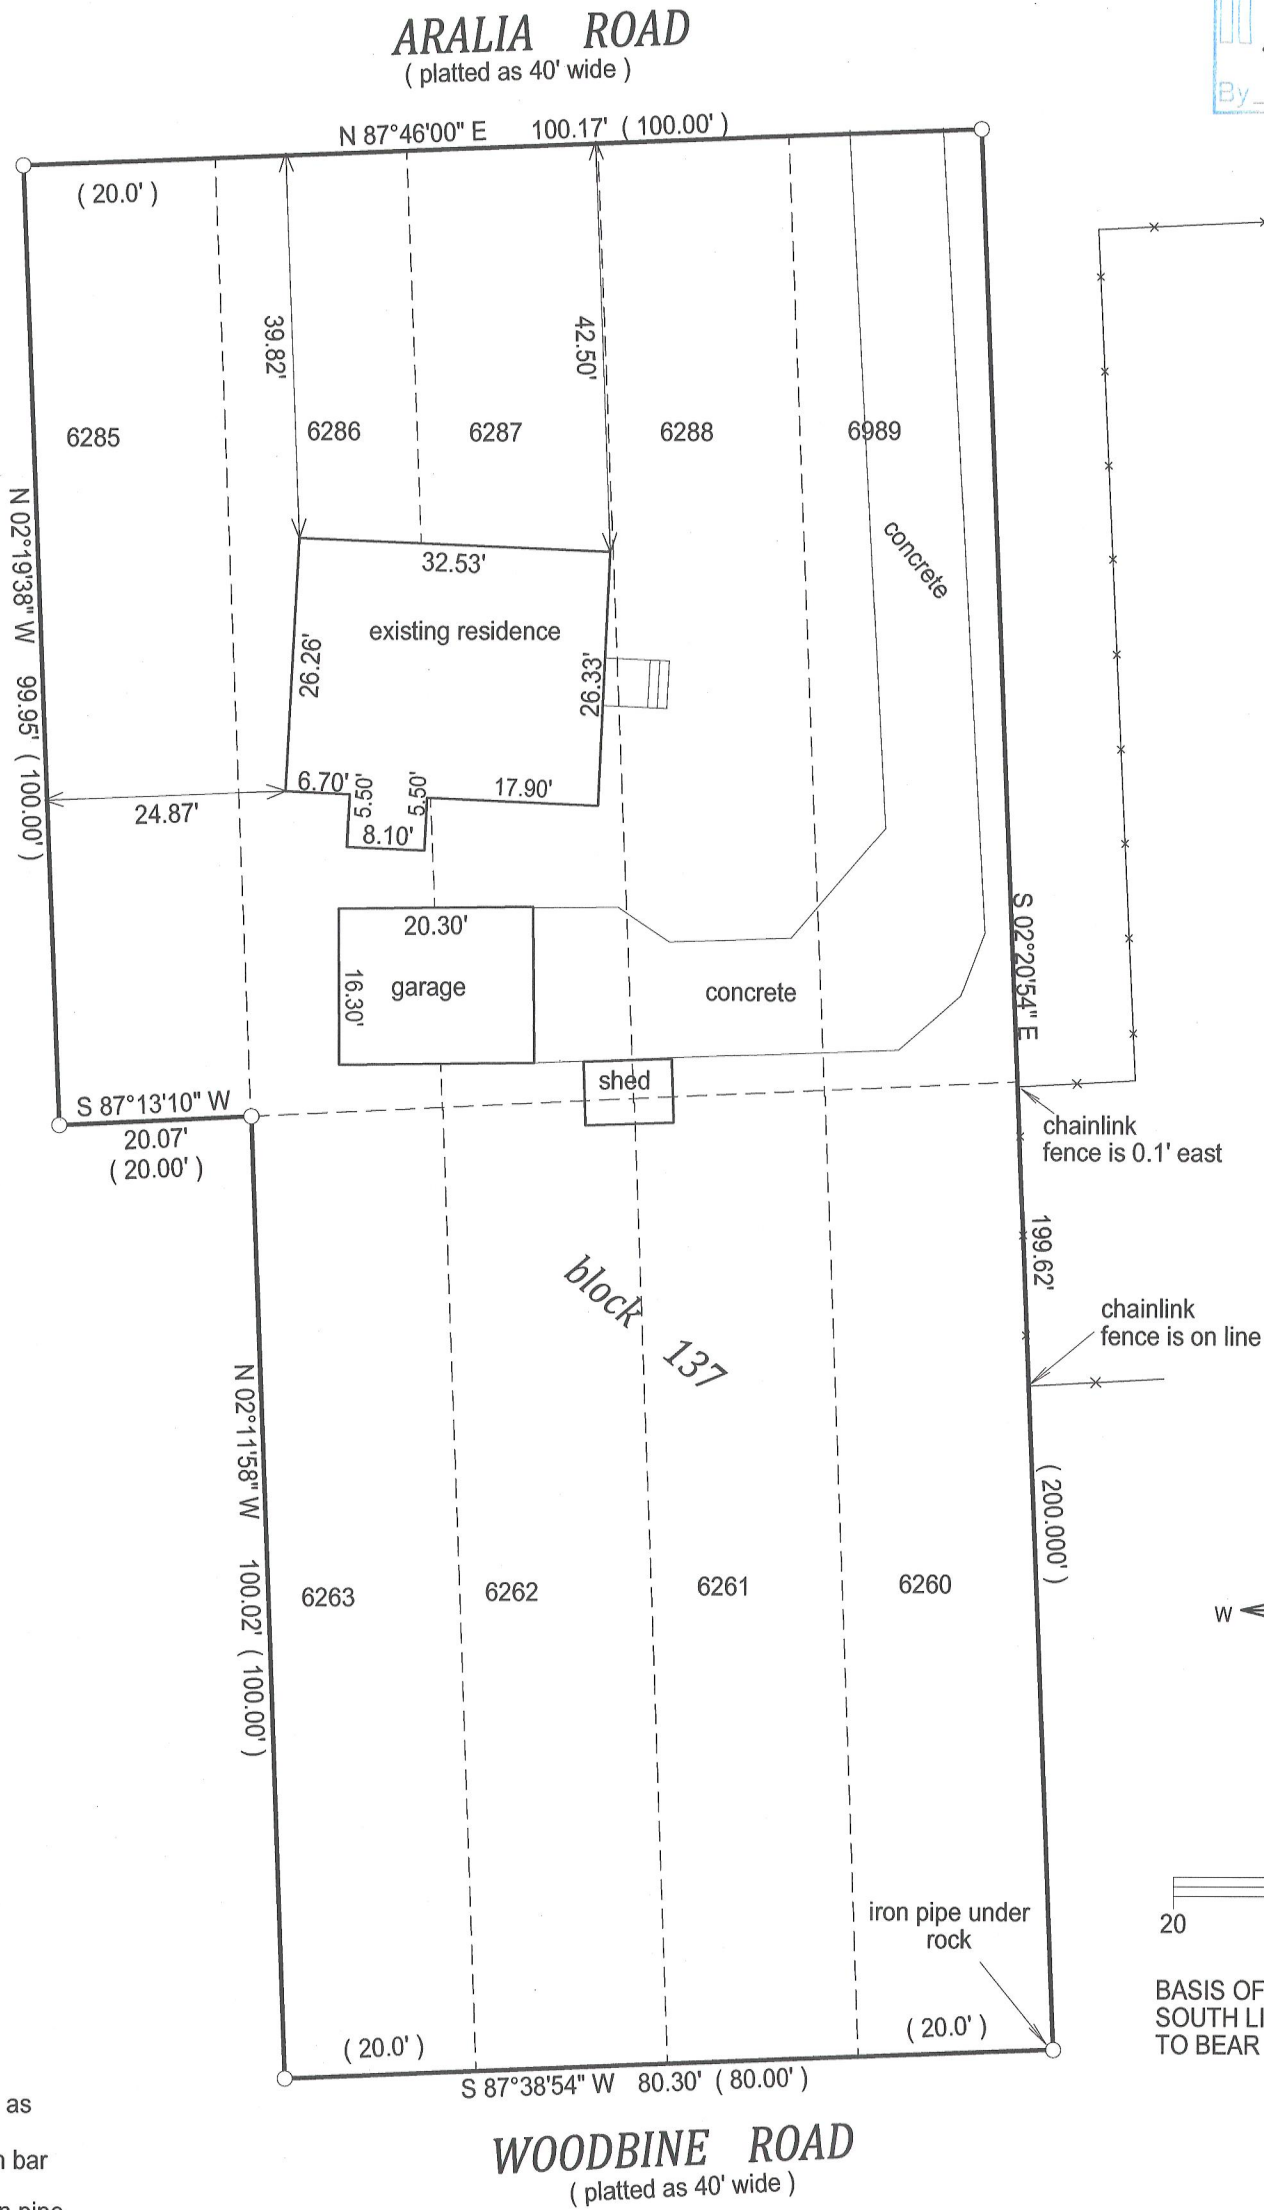 ARALIA ROAD
( platted as 40' wide )
By
N 87°46'00" E 100.17' ( 100.00' )
( 20.0' )
39.82'
42.50'
6285
6286
6287
6288
6989
N 02°19'38" W 99.95' ( 100.00' )
concrete
32.53'
existing residence
26.26'
26.33'
6.70'
5.50'
5.50'
17.90'
8.10'
24.87'
S 02°20'54" E
20.30'
16.30'
garage
concrete
shed
S 87°13'10" W
20.07'
( 20.00' )
chainlink
fence is 0.1' east
199.62'
block 137
chainlink
fence is on line
N 02°11'58" W 100.02' ( 100.00' )
( 200.000' )
6263
6262
6261
6260
W
iron pipe under
rock
20
BASIS OF
SOUTH LI
TO BEAR
( 20.0' )
( 20.0' )
S 87°38'54" W 80.30' ( 80.00' )
as
WOODBINE ROAD
( platted as 40' wide )
bar
pipe